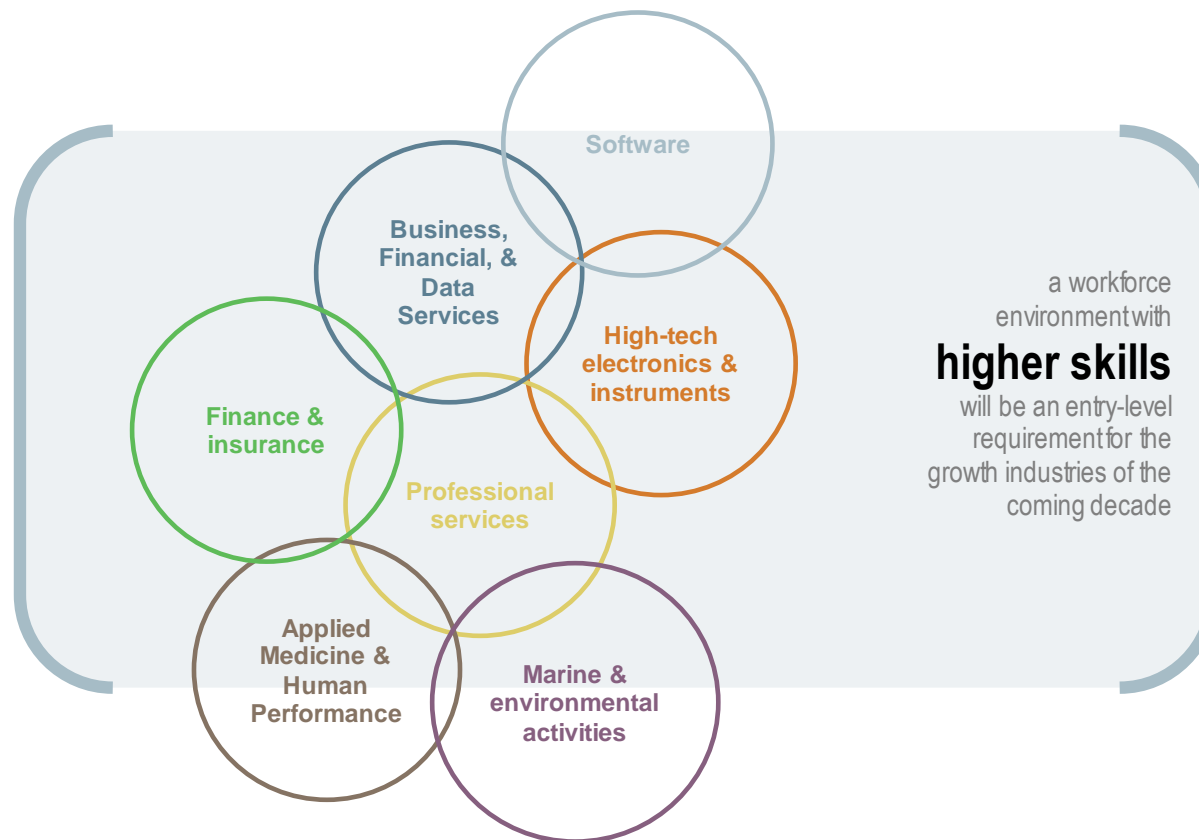 Software
Business,
Financial, &
Data
Services
High-tech
electronics &
instruments
Finance &
insurance
Professional
services
Applied
Medicine &
Human
Performance
Marine &
environmental
activities
a workforce
environment with
higher skills
will be an entry-level
requirement for the
growth industries of the
coming decade